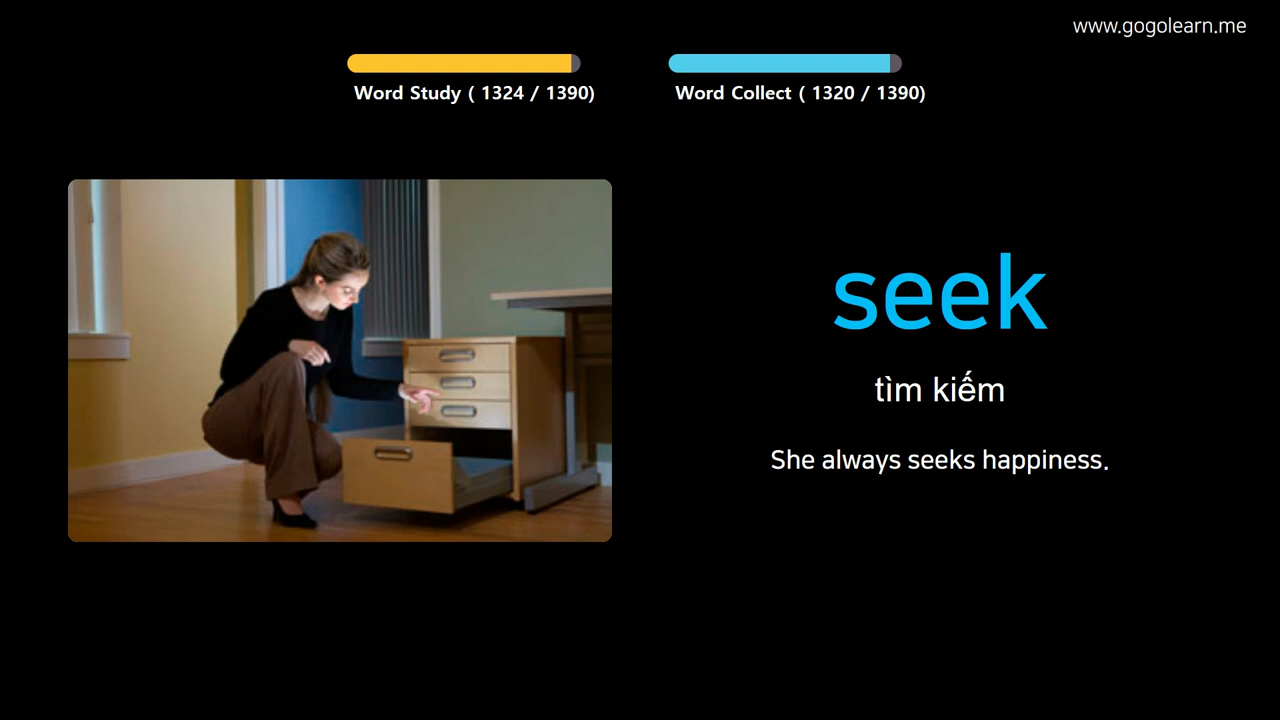 www.gogolearn.me
Word Study ( 1324 / 1390)
Word Collect ( 1320 / 1390)
seek
tìm kiếm
She always seeks happiness.